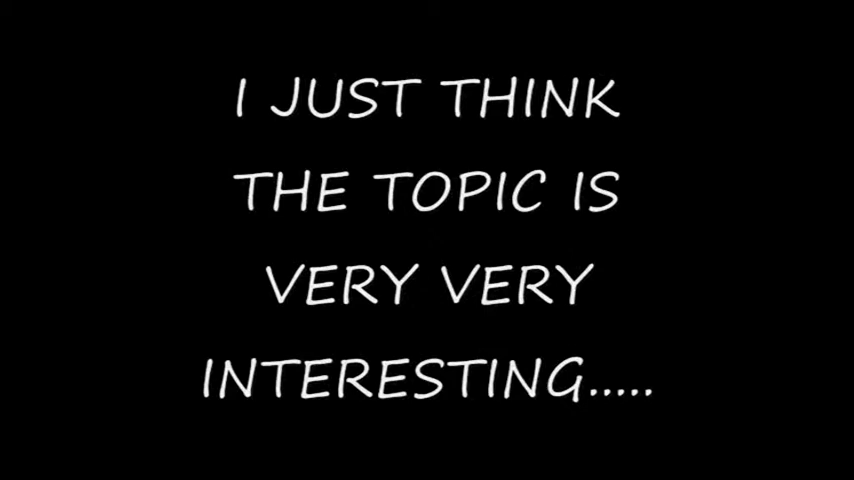 I JUST THINK
THE TOPIC IS
VERY VERY
INTERESTING.....